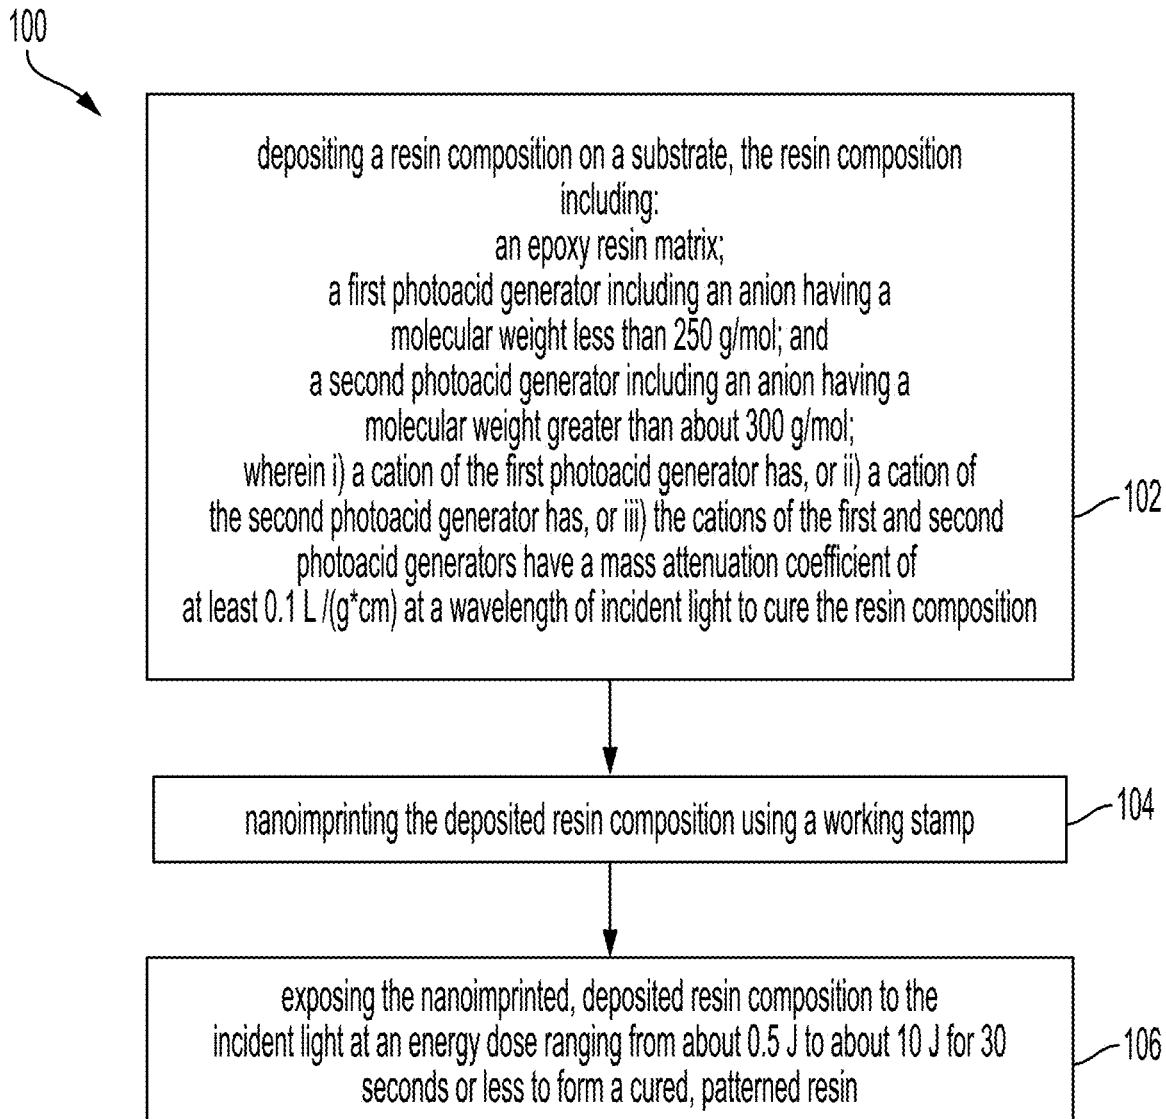 100
depositing a resin composition on a substrate, the resin composition
including:
an epoxy resin matrix;
a first photoacid generator including an anion having a
molecular weight less than 250 g/mol; and
a second photoacid generator including an anion having a
molecular weight greater than about 300 g/mol;
wherein i) a cation of the first photoacid generator has, or ii) a cation of
the second photoacid generator has, or iii) the cations of the first and second
photoacid generators have a mass attenuation coefficient of
at least 0.1 L /(g*cm) at a wavelength of incident light to cure the resin composition
102
nanoimprinting the deposited resin composition using a working stamp
104
exposing the nanoimprinted, deposited resin composition to the
incident light at an energy dose ranging from about 0.5 J to about 10 J for 30
seconds or less to form a cured, patterned resin
106